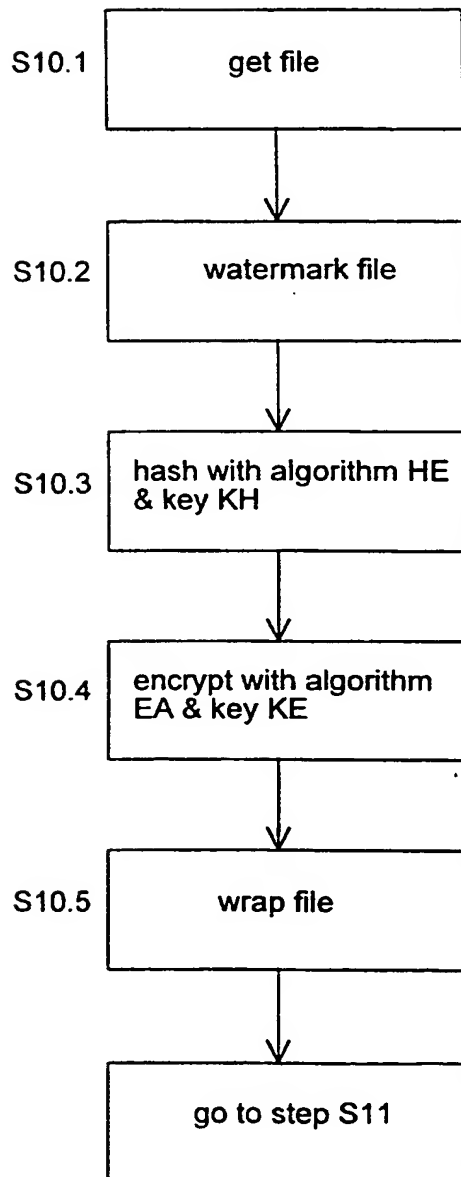 S10.1
get file
S10.2
watermark file
S10.3
hash with algorithm HE
& key KH
S10.4
encrypt with algorithm
EA & key KE
S10.5
wrap file
go to step S11